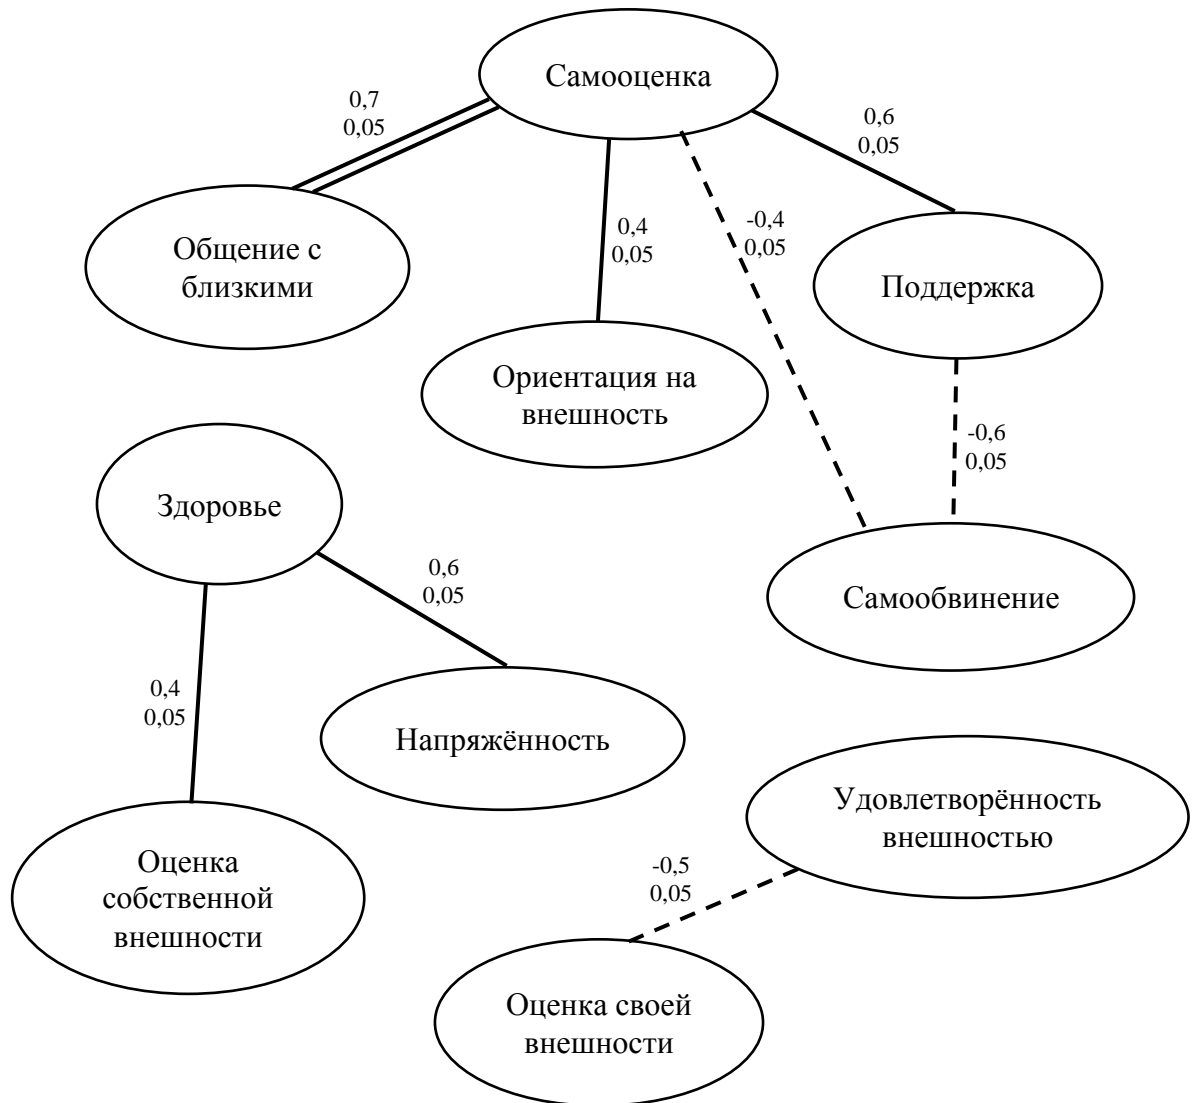 Самооценка
0,7
0,05
0,6
0,05
Общение с
близкими
0,4
0,05
-0,4
0,05
Поддержка
Ориентация на
внешность
-0,6
0,05
Здоровье
0,6
0,05
Самообвинение
0,4
0,05
Напряжённость
Удовлетворённость
внешностью
Оценка
собственной
внешности
-0,5
0,05
Оценка своей
внешности